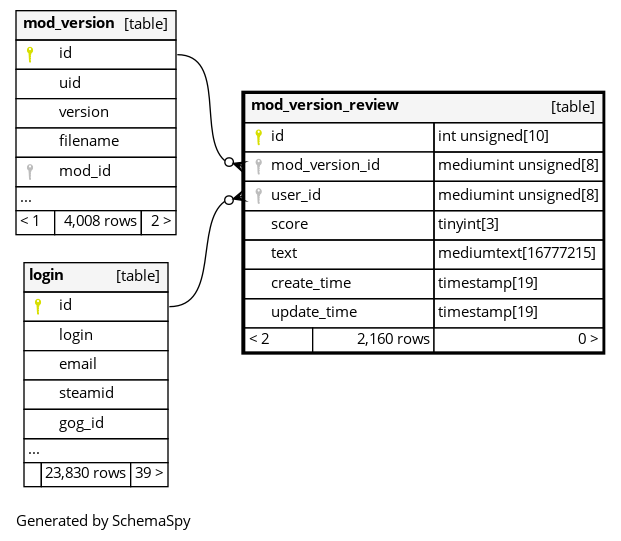 mod_version [table]
id
uid
version
filename
mod_id
...
< 1 4,008 rows 2 >
login [table]
id
login
email
steamid
gog_id
...
23,830 rows 39 >
mod_version_review [table]
id int unsigned[10]
mod_version_id mediumint unsigned[8]
user_id mediumint unsigned[8]
score tinyint[3]
text mediumtext[16777215]
create_time timestamp[19]
update_time timestamp[19]
< 2 2,160 rows 0 >
Generated by SchemaSpy